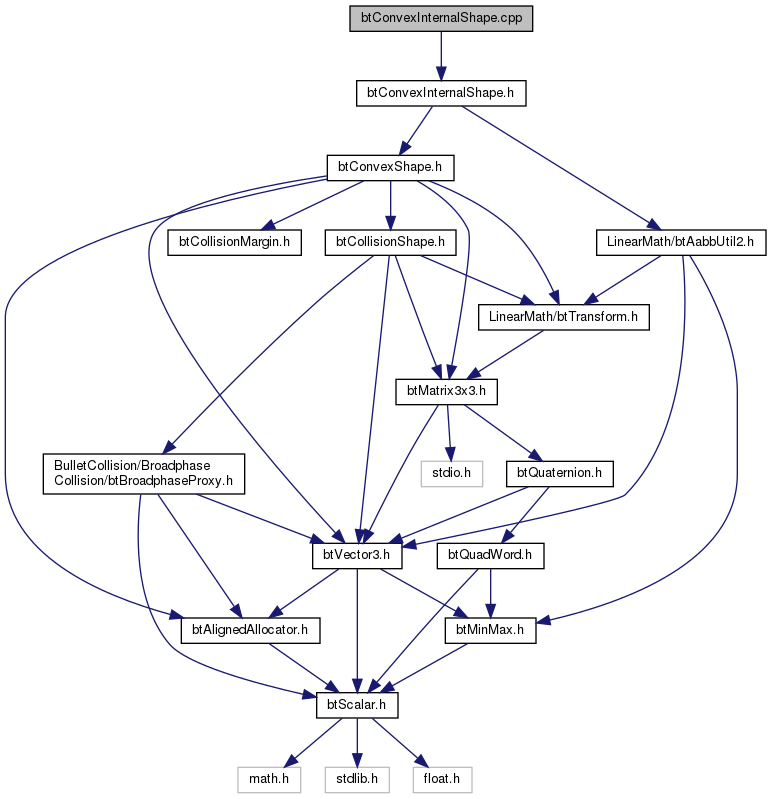 btConvexInternalShape.cpp
btConvexInternalShape.h
btConvexShape.h
btCollisionMargin.h
btCollisionShape.h
LinearMath/btAabbUtil2.h
LinearMath/btTransform.h
btMatrix3x3.h
BulletCollision/Broadphase
Collision/btBroadphaseProxy.h
stdio.h
btQuaternion.h
btVector3.h
btQuadWord.h
btAlignedAllocator.h
btMinMax.h
btScalar.h
math.h
stdlib.h
float.h